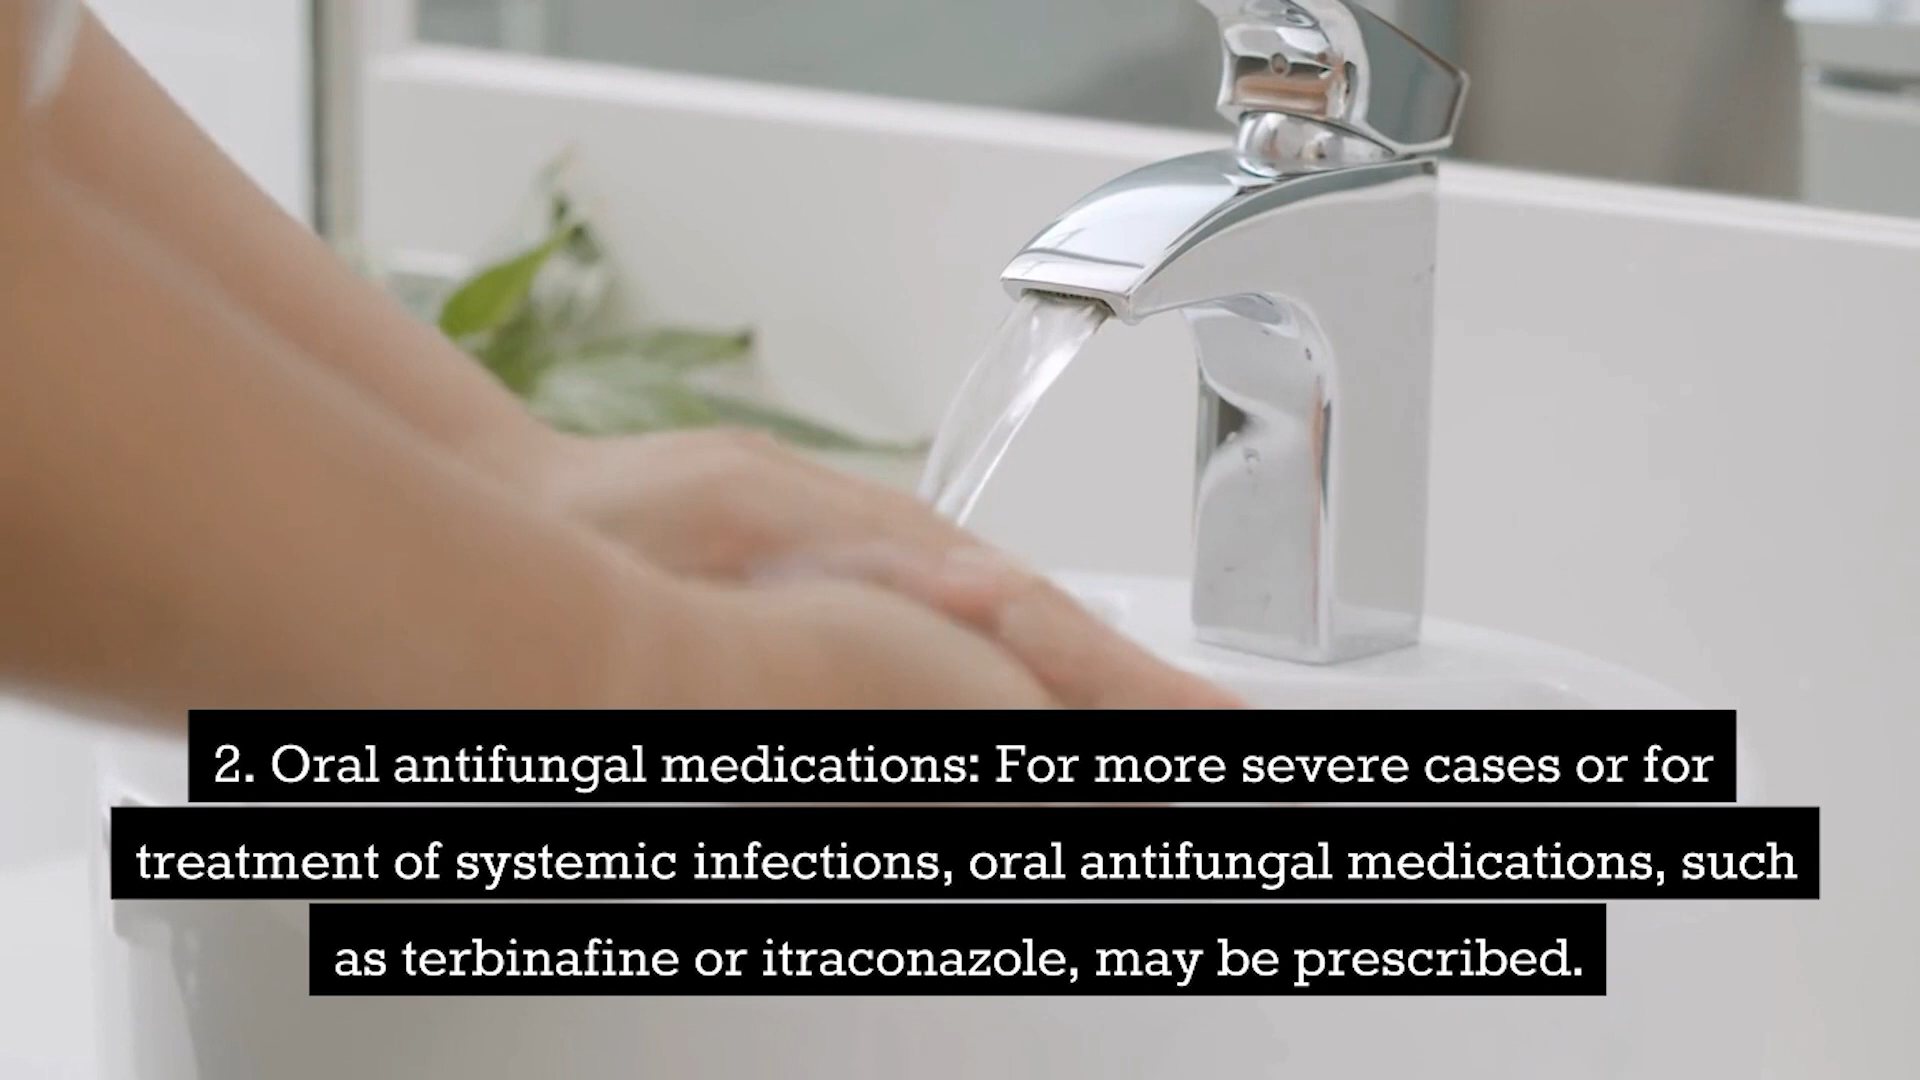 2. Oral antifungal medications: For more severe cases or for
treatment of systemic infections, oral antifungal medications, such
as terbinafine or itraconazole, may be prescribed.